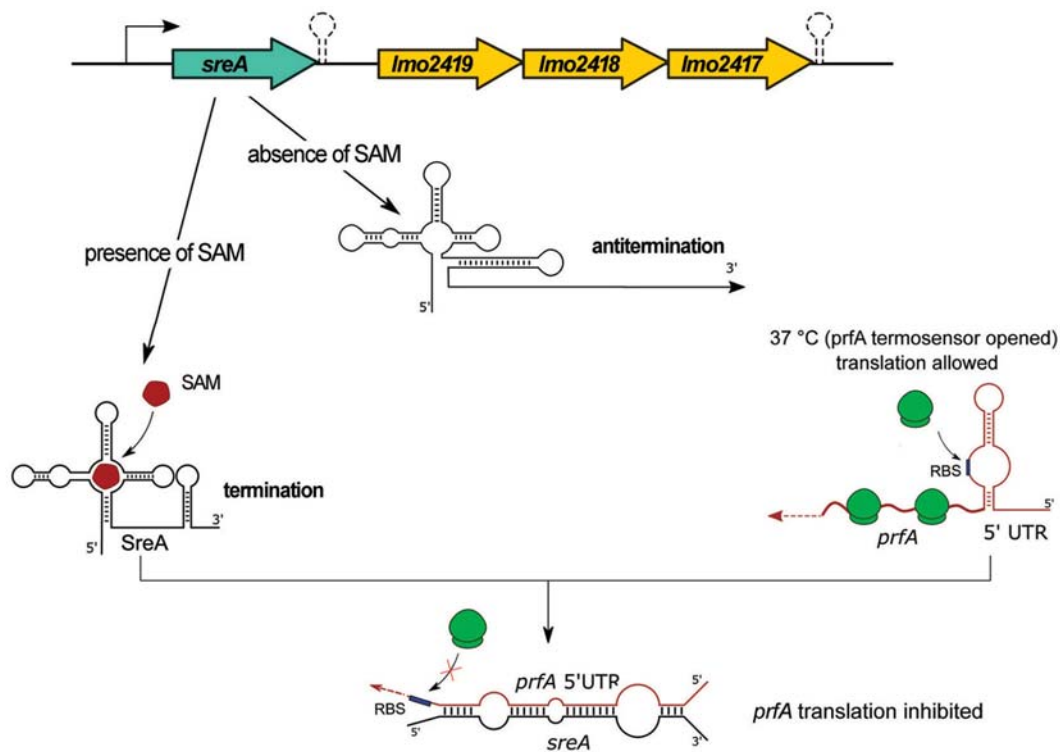 sreA
lmo2419
lmo2418
lmo2417
absence of SAM
presence of SAM
antitermination
3'
5'
37 °C (prfA termosensor opened)
translation allowed
SAM
RBS
termination
3'
5'
SreA
prfA
5' UTR
5'
prfA 5'UTR
5'
RBS
5'
sreA
3'
prfA translation inhibited